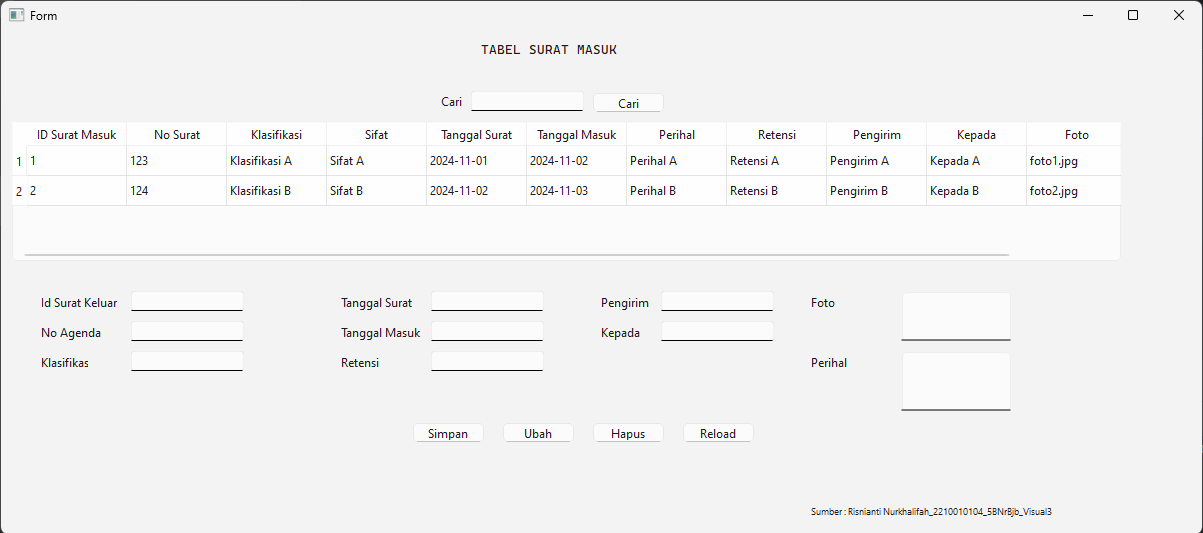 Form
TABEL SURAT MASUK
Cari Cari
ID Surat Masuk No Surat Klasifikasi Sifat Tanggal Surat Tanggal Masuk Perihal Retensi Pengirim Kepada Foto
1 1 123 Klasifikasi A Sifat A 2024-11-01 2024-11-02 Perihal A Retensi A Pengirim A Kepada A foto1.jpg
2 2 124 Klasifikasi B Sifat B 2024-11-02 2024-11-03 Perihal B Retensi B Pengirim B Kepada B foto2.jpg
Id Surat Keluar Tanggal Surat Pengirim Foto
No Agenda Tanggal Masuk Kepada
Klasifikas Retensi Perihal
Simpan Ubah Hapus Reload
Sumber : Risnianti Nurkhalifah_2210010104_5BNrBjb_Visual3